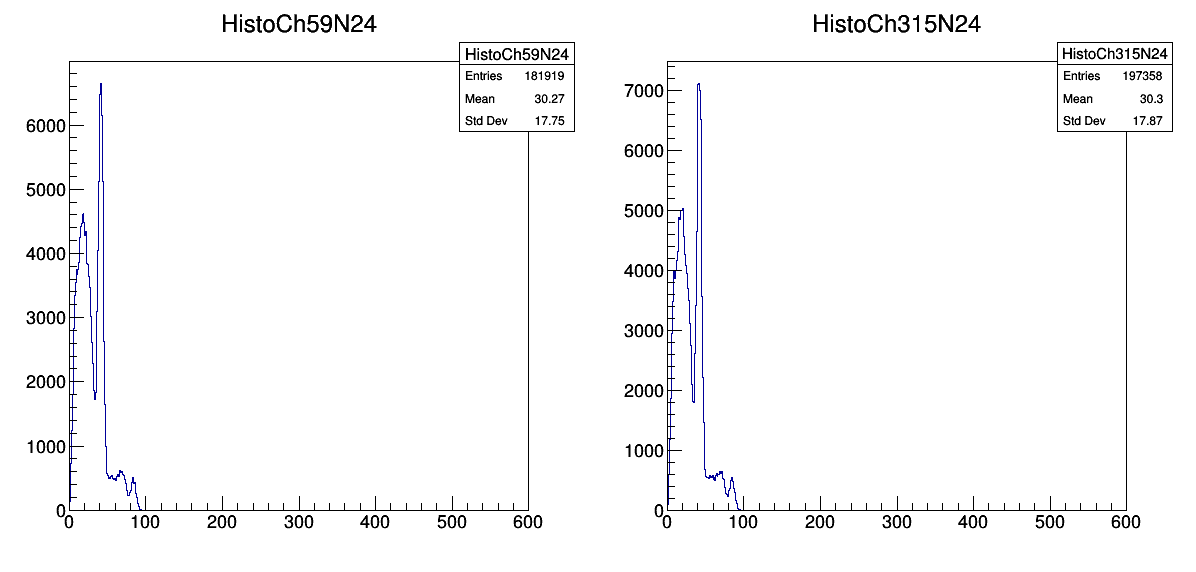 HistoCh59N24
HistoCh59N24
Entries 181919
Mean 30.27
Std Dev 17.75
6000
5000
4000
3000
2000
1000
0
0 100 200 300 400 500 600
HistoCh315N24
HistoCh315N24
Entries 197358
Mean 30.3
Std Dev 17.87
7000
6000
5000
4000
3000
2000
1000
0
0 100 200 300 400 500 600